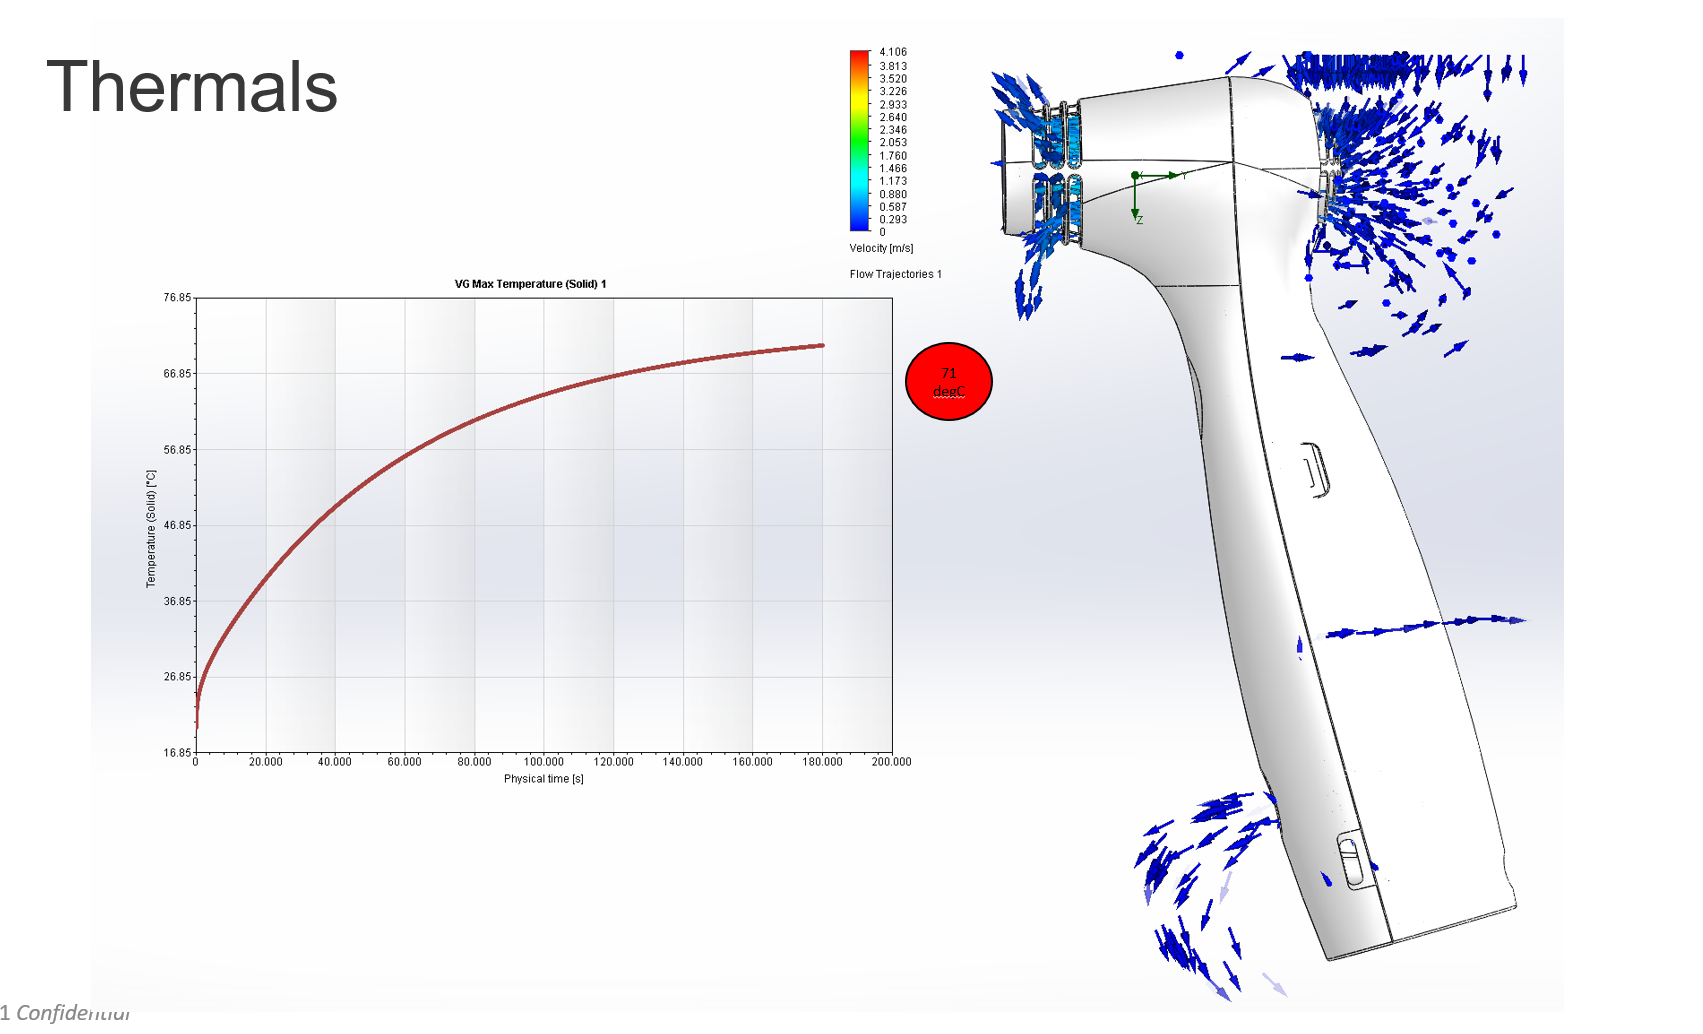 Thermals
4.106
3.813
3.520
3.226
2.933
2.640
2.346
2.053
1.760
1.466
1.173
0.880
0.587
0.293
0
Velocity [m/s]
Flow Trajectories 1
VG Max Temperature (Solid) 1
76.85
66.85
56.85
46.85
36.85
26.85
16.85
Temperature (Solid) [°C]
0 20.000 40.000 60.000 80.000 100.000 120.000 140.000 160.000 180.000 200.000
Physical time [s]
71
degC
Y
Z
1 Confidential